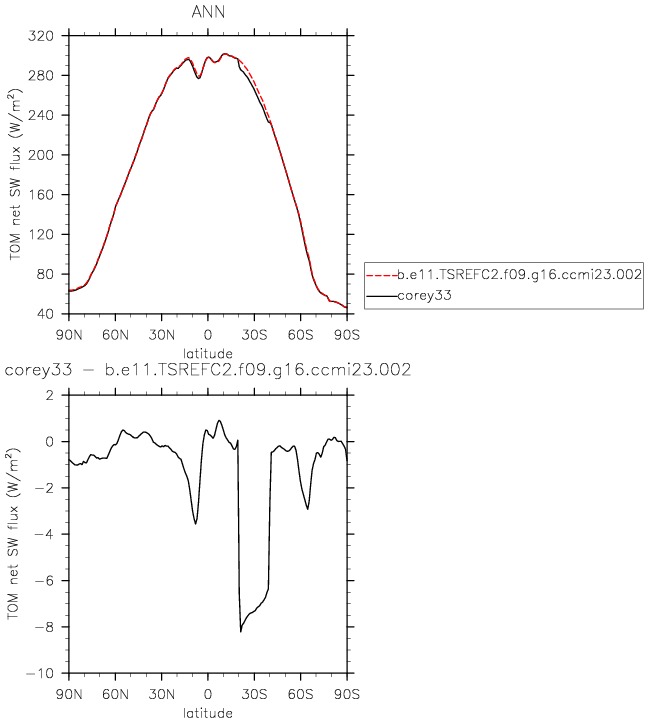 ANN
320
280
240
200
160
120
80
40
TOM net SW flux (W/m²)
90N 60N 30N 0 30S 60S 90S
latitude
b.e11.TSREFC2.f09.g16.ccmi23.002
corey33
corey33 - b.e11.TSREFC2.f09.g16.ccmi23.002
2
0
-2
-4
-6
-8
-10
TOM net SW flux (W/m²)
90N 60N 30N 0 30S 60S 90S
latitude